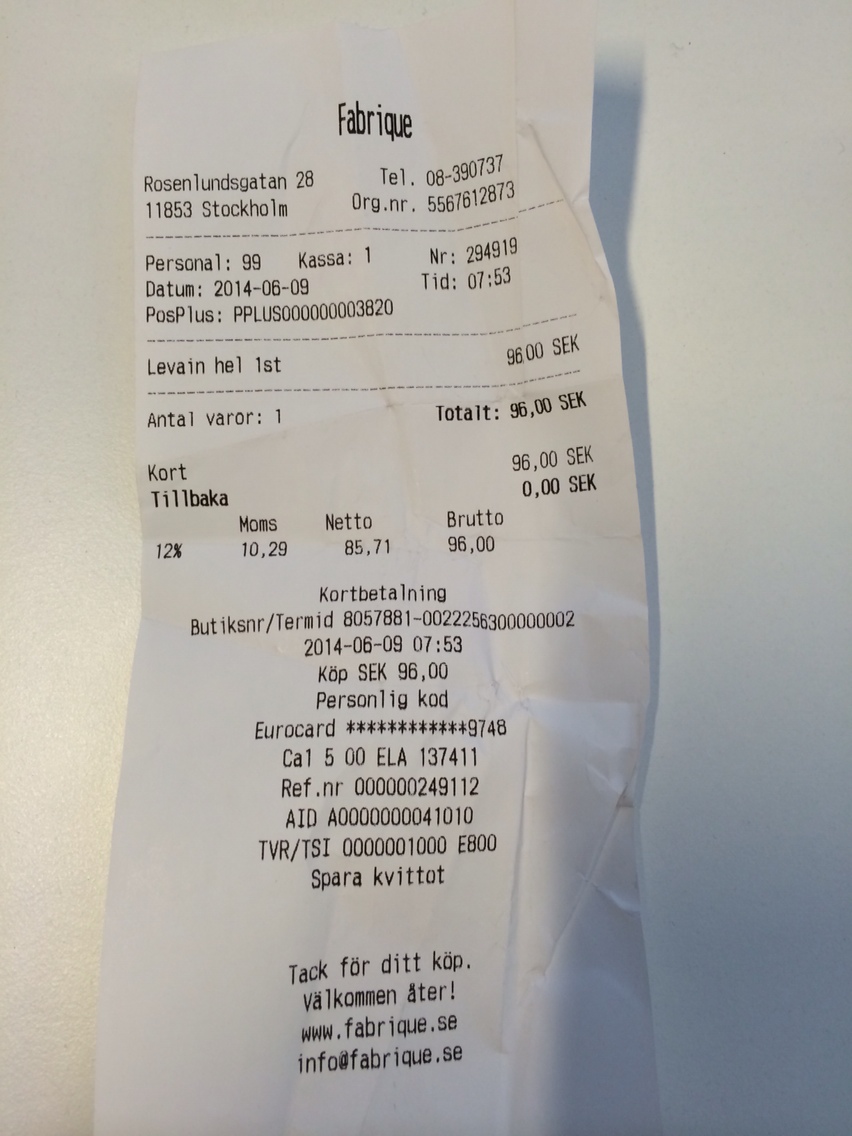 Fabrique
Rosenlundsgatan 28 Tel. 08-390737
11853 Stockholm Org.nr. 5567612873
Personal: 99 Kassa: 1 Nr: 294919
Datum: 2014-06-09 Tid: 07:53
PosPlus: PPLUS000000003820
Levain hel 1st 96,00 SEK
Antal varor: 1 Totalt: 96,00 SEK
Kort 96,00 SEK
Tillbaka 0,00 SEK
Moms Netto Brutto
12% 10,29 85,71 96,00
Kortbetalning
Butiksnr/Termid 8057881-0022256300000002
2014-06-09 07:53
Köp SEK 96,00
Personlig kod
Eurocard ************9748
Ca1 5 00 ELA 137411
Ref.nr 000000249112
AID A0000000041010
TVR/TSI 0000001000 E800
Spara kvittot
Tack för ditt köp.
Välkommen åter!
www.fabrique.se
info@fabrique.se